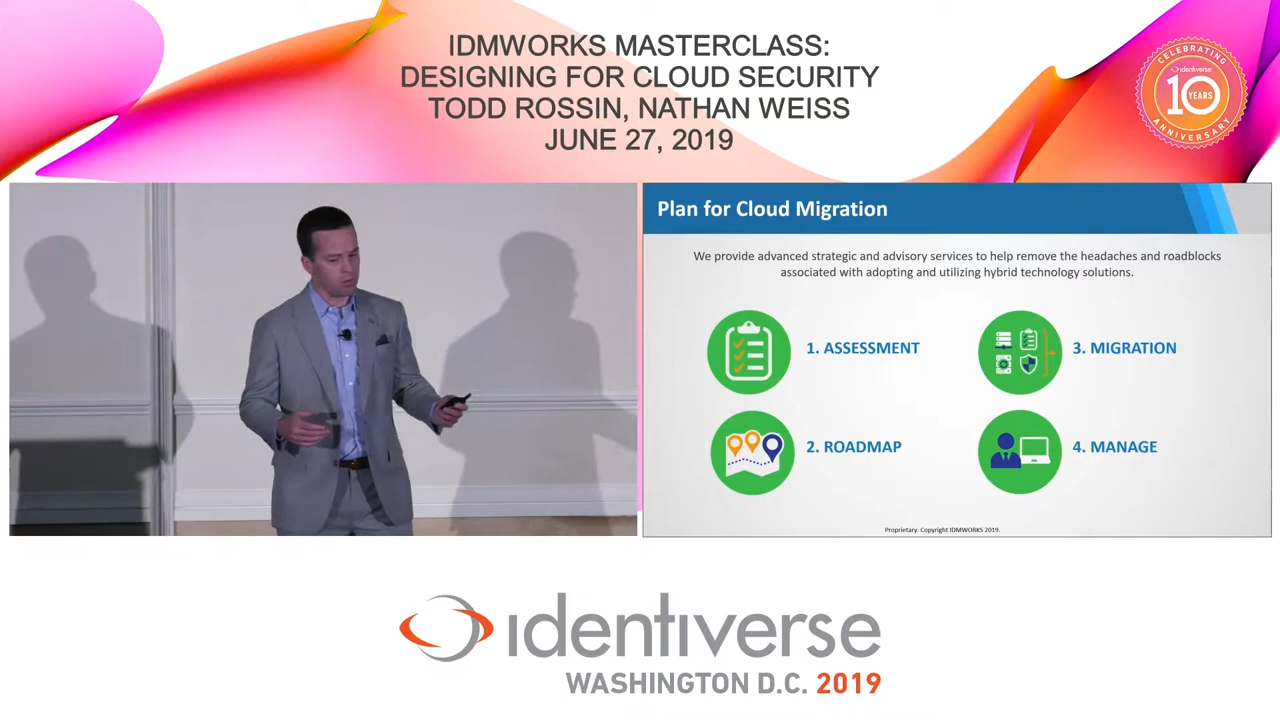 IDMWORKS MASTERCLASS:
DESIGNING FOR CLOUD SECURITY
TODD ROSSIN, NATHAN WEISS
JUNE 27, 2019
CELEBRATING
identiverse
10
YEARS
ANNIVERSARY
Plan for Cloud Migration
We provide advanced strategic and advisory services to help remove the headaches and roadblocks
associated with adopting and utilizing hybrid technology solutions.
1. ASSESSMENT
3. MIGRATION
2. ROADMAP
4. MANAGE
Proprietary. Copyright IDMWORKS 2019.
identiverse
WASHINGTON D.C. 2019